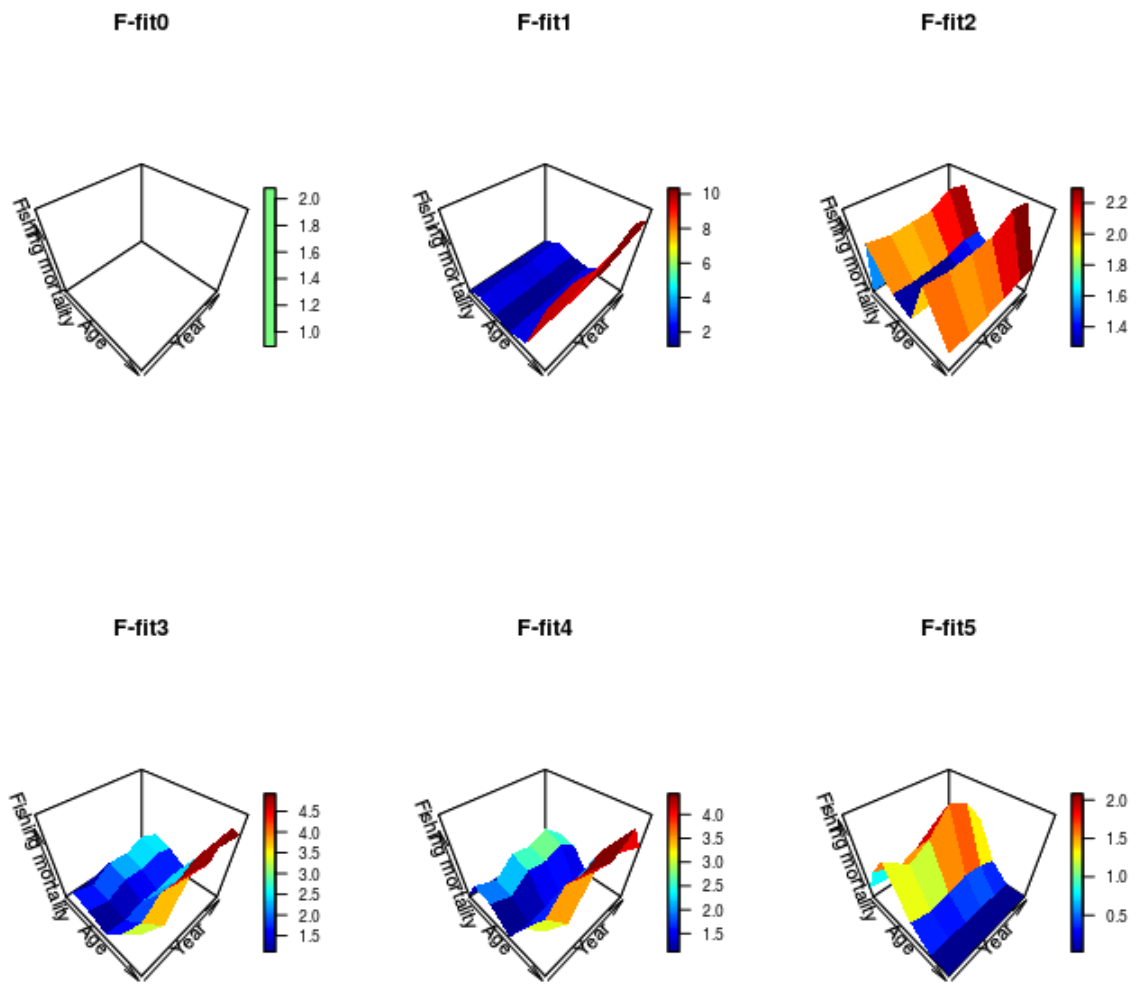 F-fit0
Fishing mortality
Age
Year
2.0
1.8
1.6
1.4
1.2
1.0
F-fit1
Fishing mortality
Age
Year
10
8
6
4
2
F-fit2
Fishing mortality
Age
Year
2.2
2.0
1.8
1.6
1.4
F-fit3
Fishing mortality
Age
Year
4.5
4.0
3.5
3.0
2.5
2.0
1.5
F-fit4
Fishing mortality
Age
Year
4.0
3.5
3.0
2.5
2.0
1.5
F-fit5
Fishing mortality
Age
Year
2.0
1.5
1.0
0.5